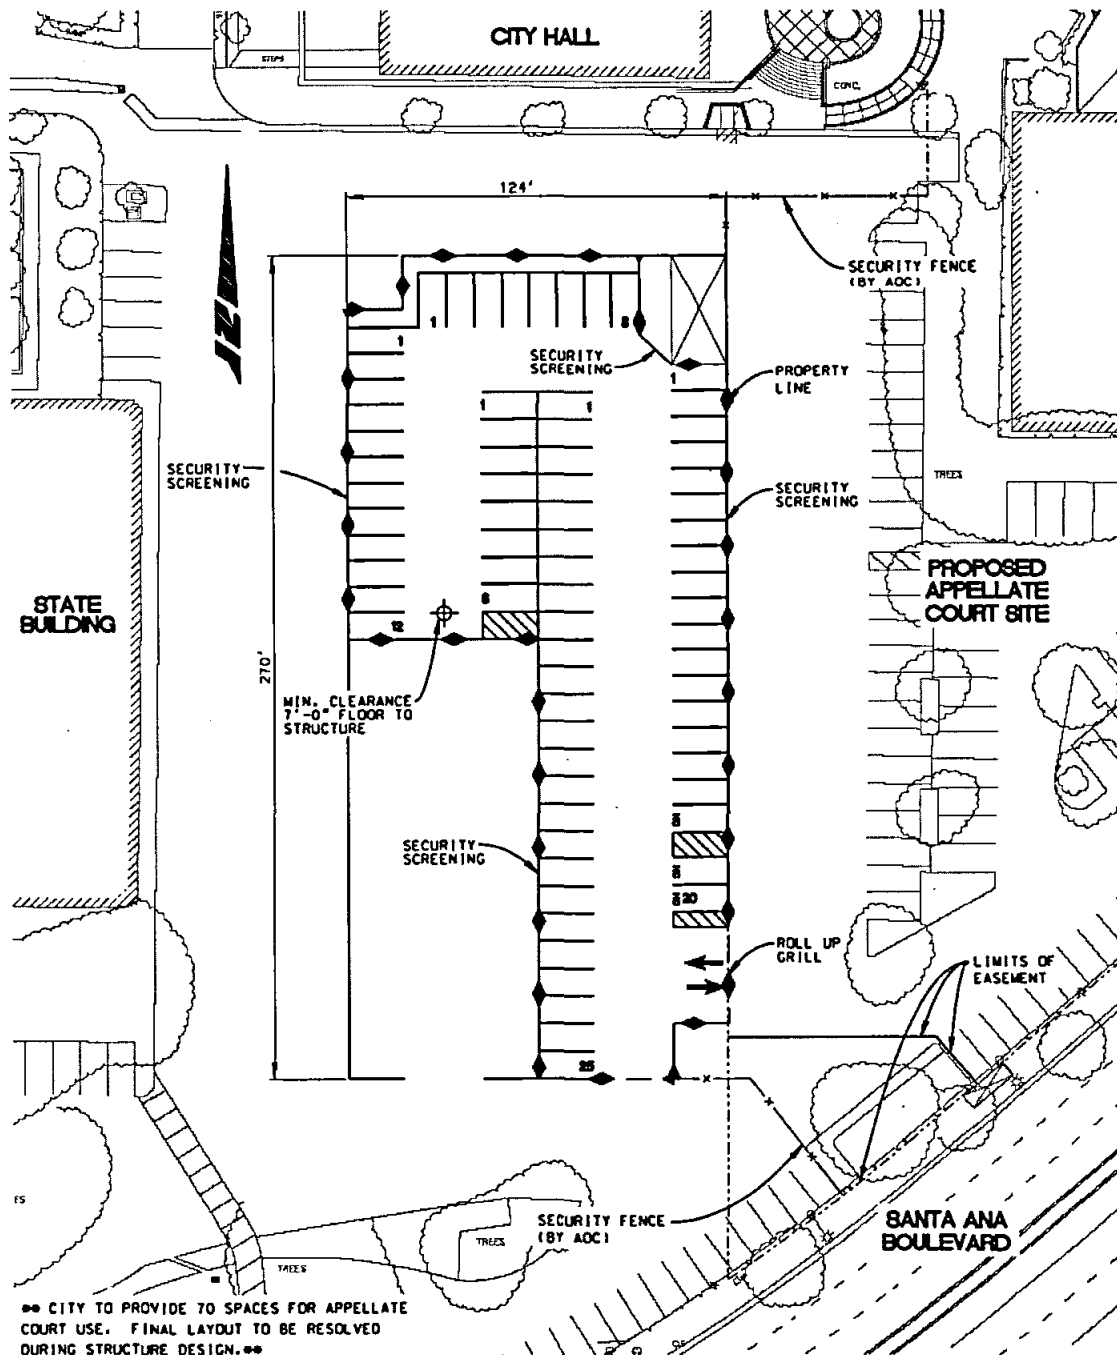 CITY HALL
STEPS
CONC.
124'
SECURITY FENCE
(BY AOC)
1
8
1
SECURITY
SCREENING
1
PROPERTY
LINE
1
1
SECURITY
SCREENING
SECURITY
SCREENING
TREES
PROPOSED
APPELLATE
COURT SITE
STATE
BUILDING
6
12
270'
MIN. CLEARANCE
7'-0" FLOOR TO
STRUCTURE
SECURITY
SCREENING
20
ROLL UP
GRILL
LIMITS OF
EASEMENT
25
ES
SECURITY FENCE
(BY AOC)
TREES
TREES
SANTA ANA
BOULEVARD
** CITY TO PROVIDE 70 SPACES FOR APPELLATE
COURT USE. FINAL LAYOUT TO BE RESOLVED
DURING STRUCTURE DESIGN.**